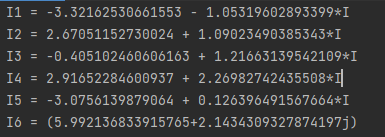 I1 = -3.32162530661553 - 1.05319602893399*I
I2 = 2.67051152730024 + 1.09023490385343*I
I3 = -0.405102460606163 + 1.21663139542109*I
I4 = 2.91652284600937 + 2.26982742435508*I
I5 = -3.0756139879064 + 0.126396491567664*I
I6 = (5.992136833915765+2.1434309327874197j)